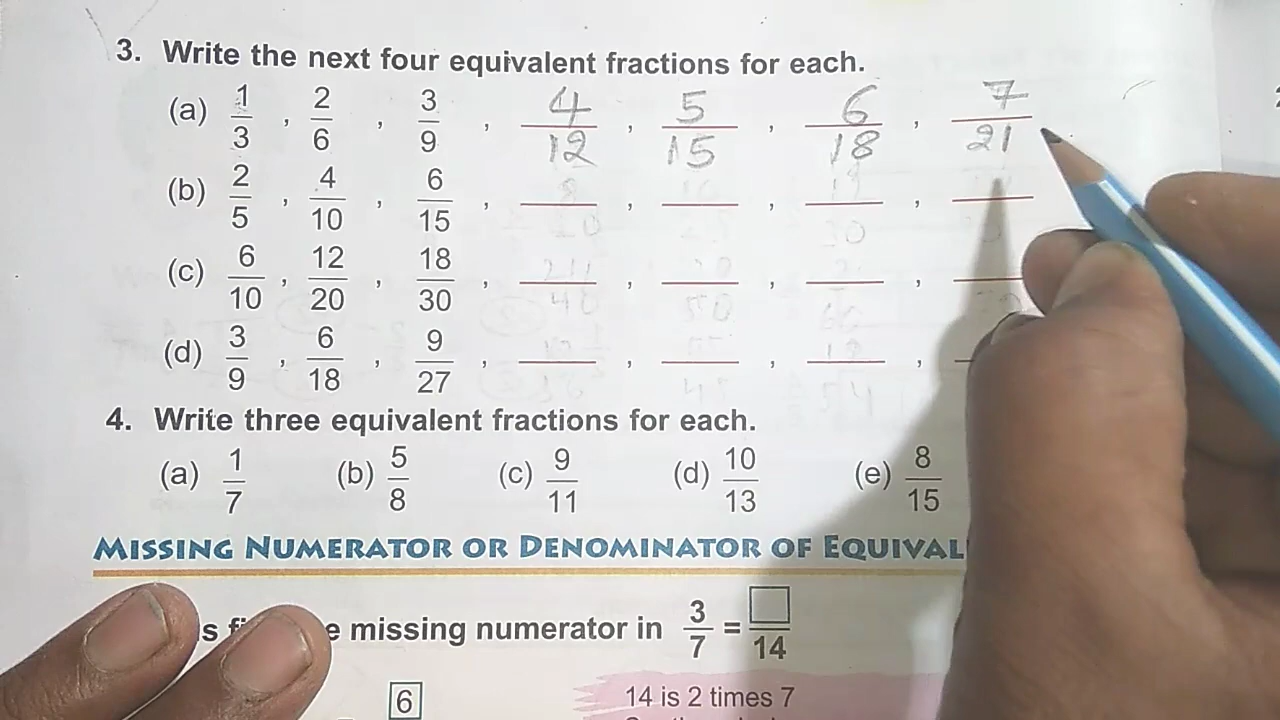 3. Write the next four equivalent fractions for each.
(a) 1/3, 2/6, 3/9, 4/12, 5/15, 6/18, 7/21
(b) 2/5, 4/10, 6/15,
(c) 6/10, 12/20, 18/30,
(d) 3/9, 6/18, 9/27,
4. Write three equivalent fractions for each.
(a) 1/7 (b) 5/8 (c) 9/11 (d) 10/13 (e) 8/15
MISSING NUMERATOR OR DENOMINATOR OF
missing numerator in 3/7 = □/14
6
14 is 2 times 7